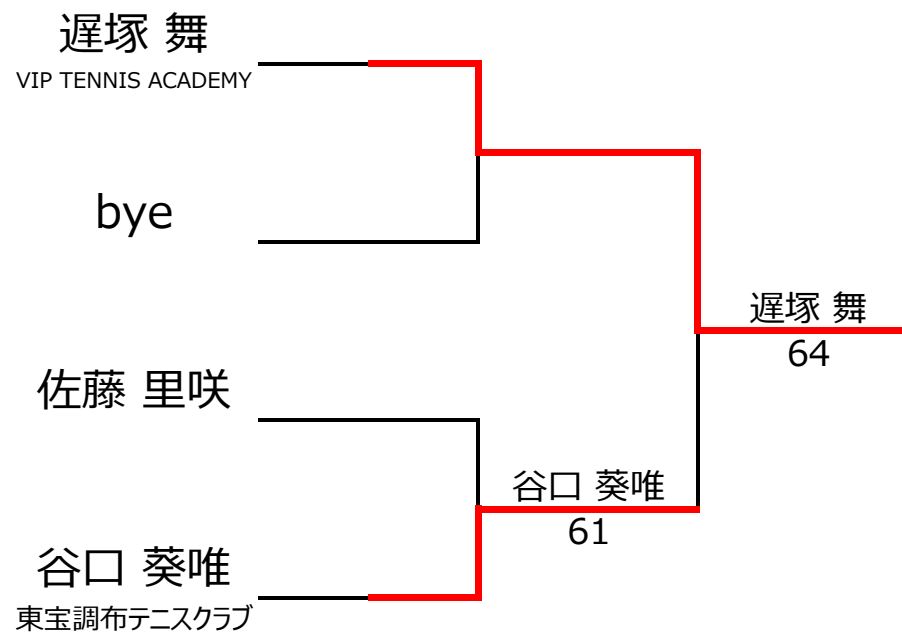 遅塚 舞
VIP TENNIS ACADEMY
bye
佐藤 里咲
谷口 葵唯
東宝調布テニスクラブ
谷口 葵唯
61
遅塚 舞
64